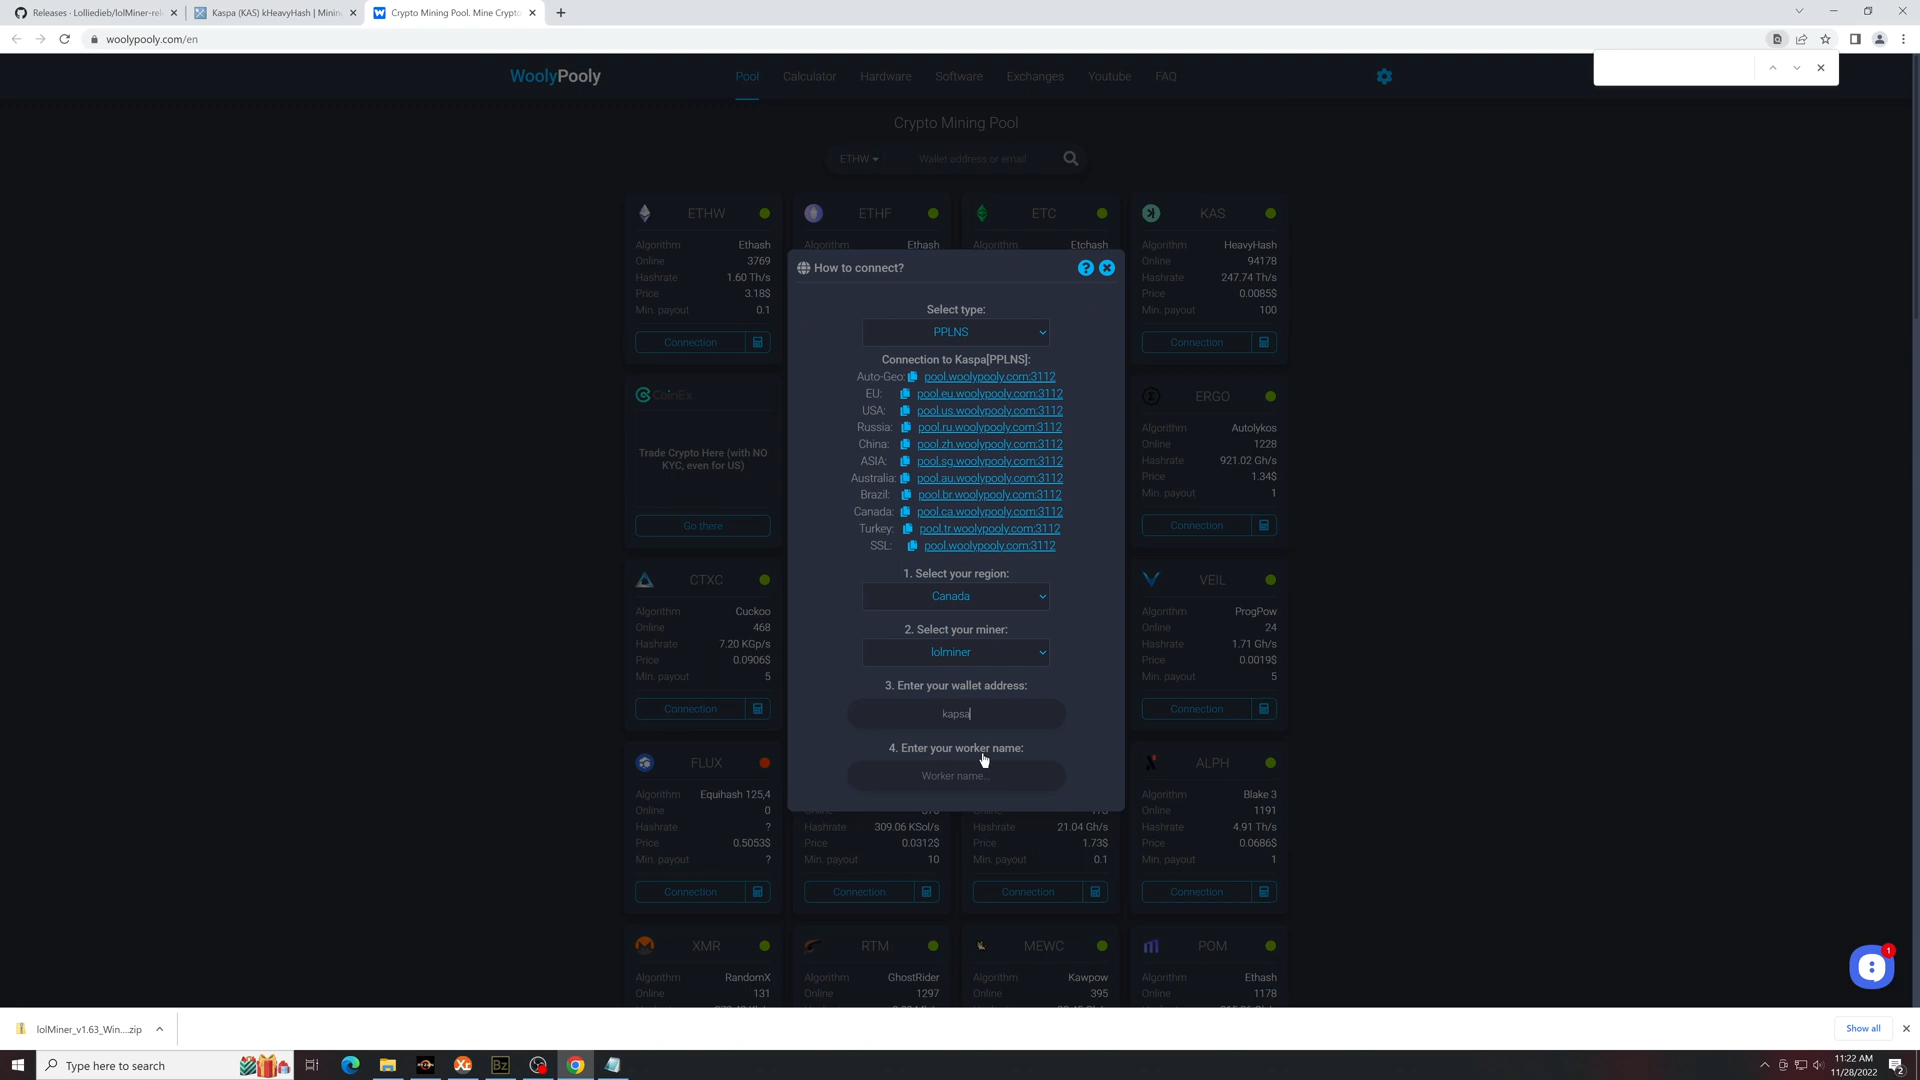 Releases · Lolliedieb/lolMiner-rel
Kaspa (KAS) kHeavyHash | Minin
Crypto Mining Pool. Mine Crypto
woolypooly.com/en
WoolyPooly
Pool
Calculator
Hardware
Software
Exchanges
Youtube
FAQ
Crypto Mining Pool
ETHW
Wallet address or email
ETHW
Algorithm Ethash
Online 3769
Hashrate 1.60 Th/s
Price 3.18$
Min. payout 0.1
Connection
ETHF
Algorithm Ethash
ETC
Algorithm Etchash
KAS
Algorithm HeavyHash
Online 94178
Hashrate 247.74 Th/s
Price 0.0085$
Min. payout 100
Connection
How to connect?
Select type:
PPLNS
Connection to Kaspa[PPLNS]:
Auto-Geo: pool.woolypooly.com:3112
EU: pool.eu.woolypooly.com:3112
USA: pool.us.woolypooly.com:3112
Russia: pool.ru.woolypooly.com:3112
China: pool.zh.woolypooly.com:3112
ASIA: pool.sg.woolypooly.com:3112
Australia: pool.au.woolypooly.com:3112
Brazil: pool.br.woolypooly.com:3112
Canada: pool.ca.woolypooly.com:3112
Turkey: pool.tr.woolypooly.com:3112
SSL: pool.woolypooly.com:3112
1. Select your region:
Canada
2. Select your miner:
lolminer
3. Enter your wallet address:
kapsa
4. Enter your worker name:
Worker name...
CoinEx
Trade Crypto Here (with NO
KYC, even for US)
Go there
ERGO
Algorithm Autolykos
Online 1228
Hashrate 921.02 Gh/s
Price 1.34$
Min. payout 1
Connection
CTXC
Algorithm Cuckoo
Online 468
Hashrate 7.20 KGp/s
Price 0.0906$
Min. payout 5
Connection
VEIL
Algorithm ProgPow
Online 24
Hashrate 1.71 Gh/s
Price 0.0019$
Min. payout 5
Connection
FLUX
Algorithm Equihash 125,4
Online 0
Hashrate ?
Price 0.5053$
Min. payout ?
Connection
Hashrate 309.06 KSol/s
Price 0.0312$
Min. payout 10
Connection
Hashrate 21.04 Gh/s
Price 1.73$
Min. payout 0.1
Connection
ALPH
Algorithm Blake 3
Online 1191
Hashrate 4.91 Th/s
Price 0.0686$
Min. payout 1
Connection
XMR
Algorithm RandomX
Online 131
RTM
Algorithm GhostRider
Online 1297
MEWC
Algorithm Kawpow
Online 395
POM
Algorithm Ethash
Online 1178
1
lolMiner_v1.63_Win....zip
Show all
Type here to search
11:22 AM
11/28/2022
2